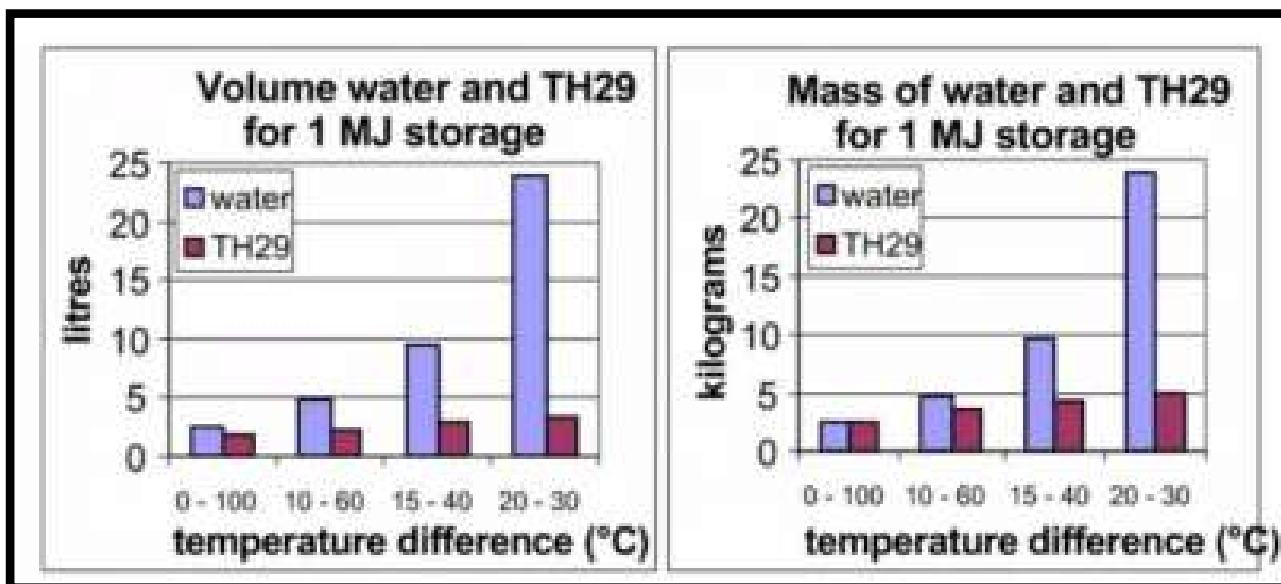 Volume water and TH29
for 1 MJ storage
25
20
15
10
5
0
litres
water
TH29
0 - 100 10 - 60 15 - 40 20 - 30
temperature difference (°C)
Mass of water and TH29
for 1 MJ storage
25
20
15
10
5
0
kilograms
water
TH29
0 - 100 10 - 60 15 - 40 20 - 30
temperature difference (°C)